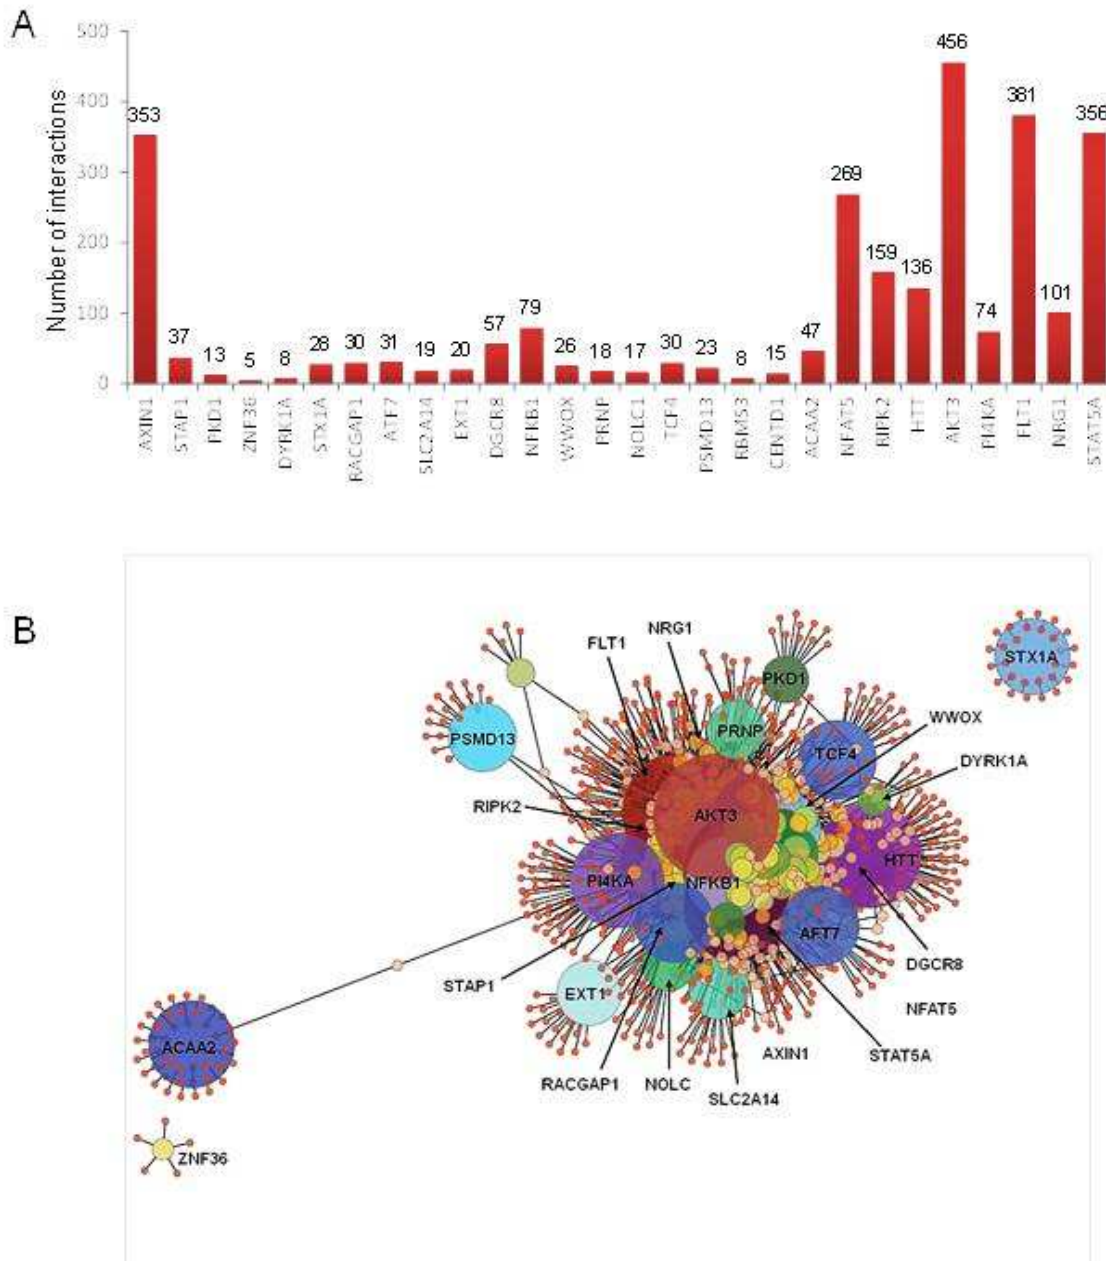 A
Number of interactions
500
400
300
200
100
0
353
37
13
5
8
28
30
31
19
20
57
79
26
18
17
30
23
8
15
47
269
159
136
456
74
381
101
356
AXIN1
STAP1
PKD1
ZNF36
DYRK1A
STX1A
RACGAP1
ATF7
SLC2A14
EXT1
DGCR8
NFKB1
WWOX
PRNP
NOLC1
TCF4
PSMD13
RBMS3
CENTD1
ACAA2
NFAT5
RIPK2
HTT
AKT3
PI4KA
FLT1
NRG1
STAT5A
B
NRG1
FLT1
STX1A
PKD1
WWOX
PRNP
PSMD13
TCF4
DYRK1A
RIPK2
AKT3
HTT
PI4KA
NFKB1
AFT7
DGCR8
STAP1
EXT1
NFAT5
ACAA2
AXIN1
STAT5A
RACGAP1
NOLC
SLC2A14
ZNF36